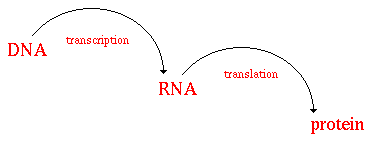 DNA
transcription
RNA
translation
protein